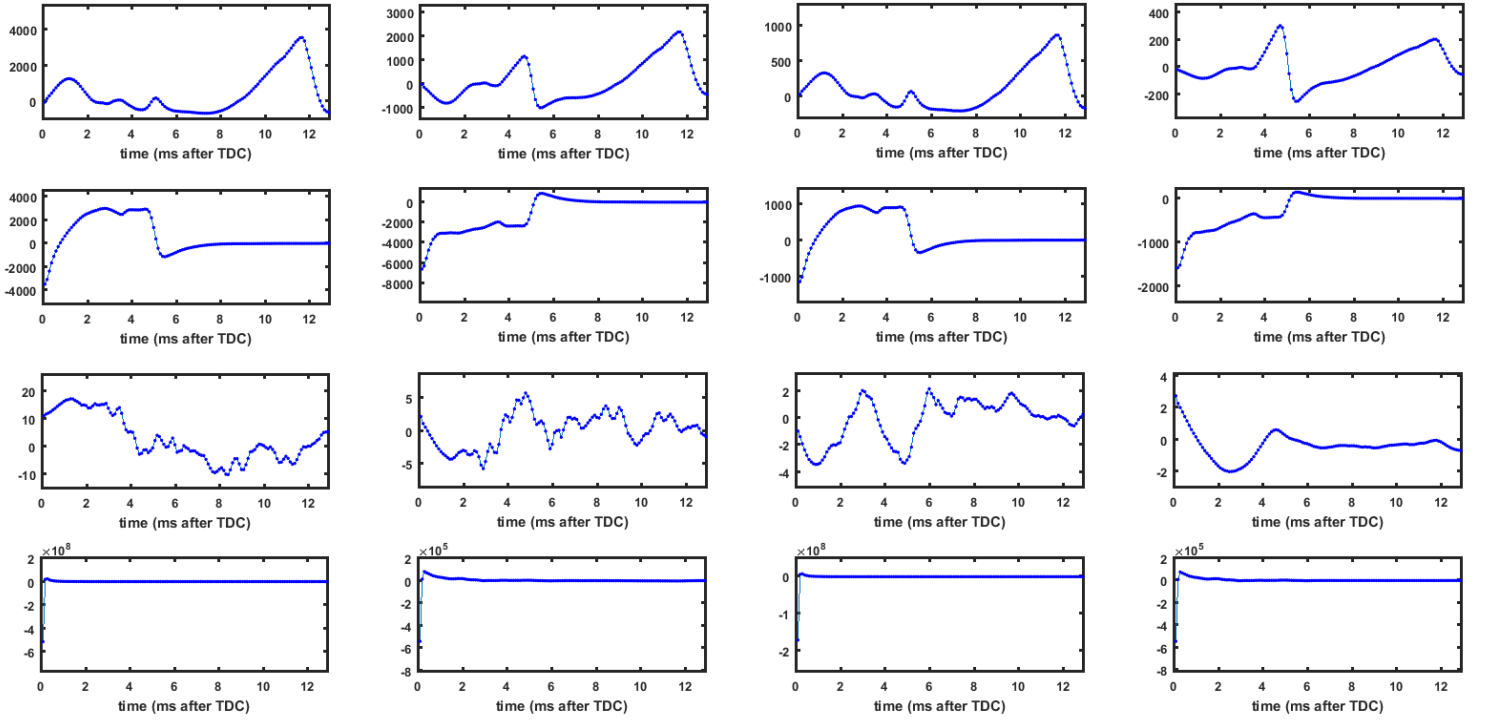 4000
2000
0
0 2 4 6 8 10 12
time (ms after TDC)
3000
2000
1000
0
-1000
0 2 4 6 8 10 12
time (ms after TDC)
1000
500
0
0 2 4 6 8 10 12
time (ms after TDC)
400
200
0
-200
0 2 4 6 8 10 12
time (ms after TDC)
4000
2000
0
-2000
-4000
0 2 4 6 8 10 12
time (ms after TDC)
0
-2000
-4000
-6000
-8000
0 2 4 6 8 10 12
time (ms after TDC)
1000
0
-1000
0 2 4 6 8 10 12
time (ms after TDC)
0
-1000
-2000
0 2 4 6 8 10 12
time (ms after TDC)
20
10
0
-10
0 2 4 6 8 10 12
time (ms after TDC)
5
0
-5
0 2 4 6 8 10 12
time (ms after TDC)
2
0
-2
-4
0 2 4 6 8 10 12
time (ms after TDC)
4
2
0
-2
0 2 4 6 8 10 12
time (ms after TDC)
×10⁸
2
0
-2
-4
-6
0 2 4 6 8 10 12
time (ms after TDC)
×10⁵
2
0
-2
-4
-6
-8
0 2 4 6 8 10 12
time (ms after TDC)
×10⁸
0
-1
-2
0 2 4 6 8 10 12
time (ms after TDC)
×10⁵
2
0
-2
-4
-6
-8
0 2 4 6 8 10 12
time (ms after TDC)